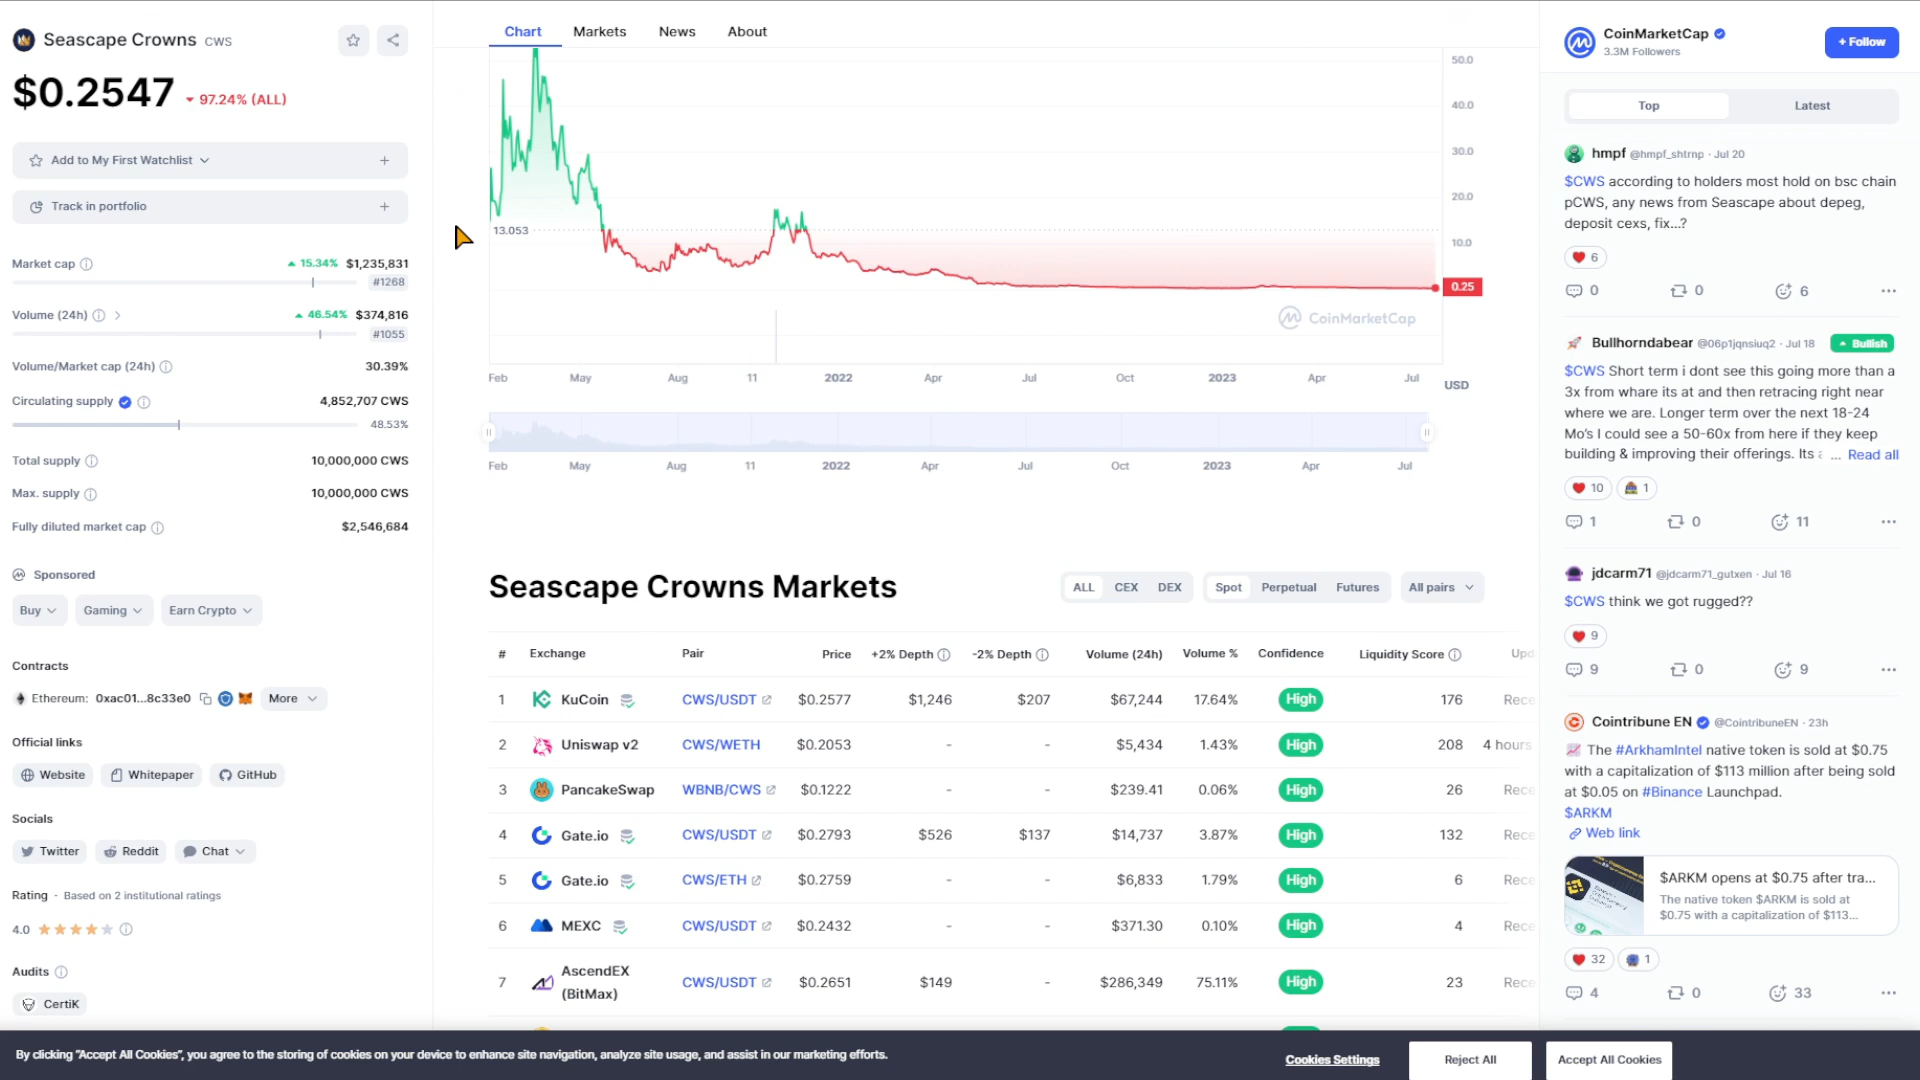 Seascape Crowns CWS
$0.2547 97.24% (ALL)
Add to My First Watchlist +
Track in portfolio +
Market cap 15.34% $1,235,831
#1268
Volume (24h) 46.54% $374,816
#1055
Volume/Market cap (24h) 30.39%
Circulating supply 4,852,707 CWS
48.53%
Total supply 10,000,000 CWS
Max. supply 10,000,000 CWS
Fully diluted market cap $2,546,684
Sponsored
Buy Gaming Earn Crypto
Contracts
Ethereum: 0xac01...8c33e0 More
Official links
Website Whitepaper GitHub
Socials
Twitter Reddit Chat
Rating · Based on 2 institutional ratings
4.0
Audits
CertiK
Chart Markets News About
50.0
40.0
30.0
20.0
13.053
10.0
0.25
CoinMarketCap
Feb May Aug 11 2022 Apr Jul Oct 2023 Apr Jul
USD
Feb May Aug 11 2022 Apr Jul Oct 2023 Apr Jul
Seascape Crowns Markets
ALL CEX DEX Spot Perpetual Futures All pairs
# Exchange Pair Price +2% Depth -2% Depth Volume (24h) Volume % Confidence Liquidity Score Upd
1 KuCoin CWS/USDT $0.2577 $1,246 $207 $67,244 17.64% High 176 Rece
2 Uniswap v2 CWS/WETH $0.2053 - - $5,434 1.43% High 208 4 hours
3 PancakeSwap WBNB/CWS $0.1222 - - $239.41 0.06% High 26 Rece
4 Gate.io CWS/USDT $0.2793 $526 $137 $14,737 3.87% High 132 Rece
5 Gate.io CWS/ETH $0.2759 - - $6,833 1.79% High 6 Rece
6 MEXC CWS/USDT $0.2432 - - $371.30 0.10% High 4 Rece
7 AscendEX (BitMax) CWS/USDT $0.2651 $149 - $286,349 75.11% High 23 Rece
CoinMarketCap
3.3M Followers
+ Follow
Top Latest
hmpf @hmpf_shtrnp · Jul 20
$CWS according to holders most hold on bsc chain
pCWS, any news from Seascape about depeg,
deposit cexs, fix...?
6
0 0 6
Bullhorndabear @06p1jqnsiuq2 · Jul 18 Bullish
$CWS Short term i dont see this going more than a
3x from whare its at and then retracing right near
where we are. Longer term over the next 18-24
Mo's I could see a 50-60x from here if they keep
building & improving their offerings. Its a ... Read all
10 1
1 0 11
jdcarm71 @jdcarm71_gutxen · Jul 16
$CWS think we got rugged??
9
9 0 9
Cointribune EN @CointribuneEN · 23h
The #ArkhamIntel native token is sold at $0.75
with a capitalization of $113 million after being sold
at $0.05 on #Binance Launchpad.
$ARKM
Web link
$ARKM opens at $0.75 after tra...
The native token $ARKM is sold at
$0.75 with a capitalization of $113...
32 1
4 0 33
By clicking "Accept All Cookies", you agree to the storing of cookies on your device to enhance site navigation, analyze site usage, and assist in our marketing efforts.
Cookies Settings Reject All Accept All Cookies